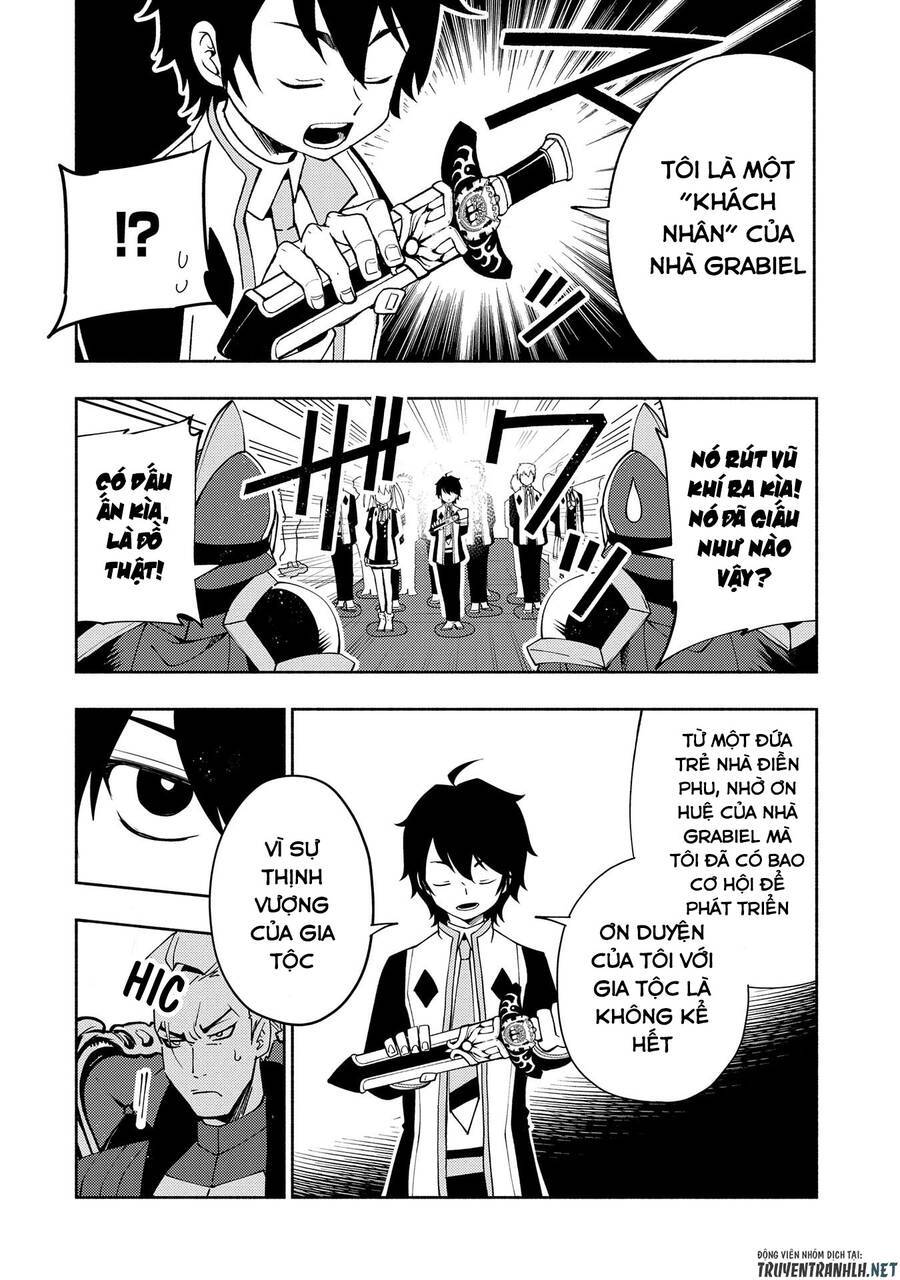 TÔI LÀ MỘT
"KHÁCH
NHÂN" CỦA
NHÀ GRABIEL
!?
NÓ RÚT VŨ
KHÍ RA KÌA!
NÓ ĐÃ GIẤU
NHƯ NÀO
VẬY?
CÓ DẤU
ẤN KÌA,
LÀ ĐỒ
THẬT!
TỪ MỘT ĐỨA
TRẺ NHÀ ĐIỀN
PHU, NHỜ ƠN
HUỆ CỦA NHÀ
GRABIEL MÀ
TÔI ĐÃ CÓ BAO
CƠ HỘI ĐỂ
PHÁT TRIỂN
ƠN DUYỆN
CỦA TÔI VỚI
GIA TỘC LÀ
KHÔNG KỂ
HẾT
VÌ SỰ
THỊNH
VƯỢNG
CỦA GIA
TỘC
HIC
ĐỘNG VIÊN NHÓM DỊCH TẠI:
TRUYENTRANHLH.NET